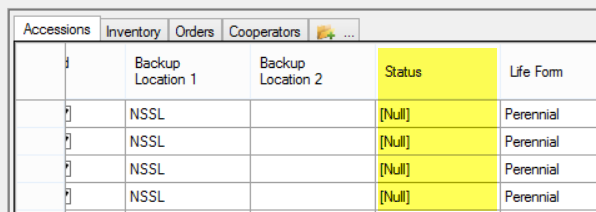 Accessions Inventory Orders Cooperators ...
Backup Location 1 Backup Location 2 Status Life Form
NSSL [Null] Perennial
NSSL [Null] Perennial
NSSL [Null] Perennial
NSSL [Null] Perennial